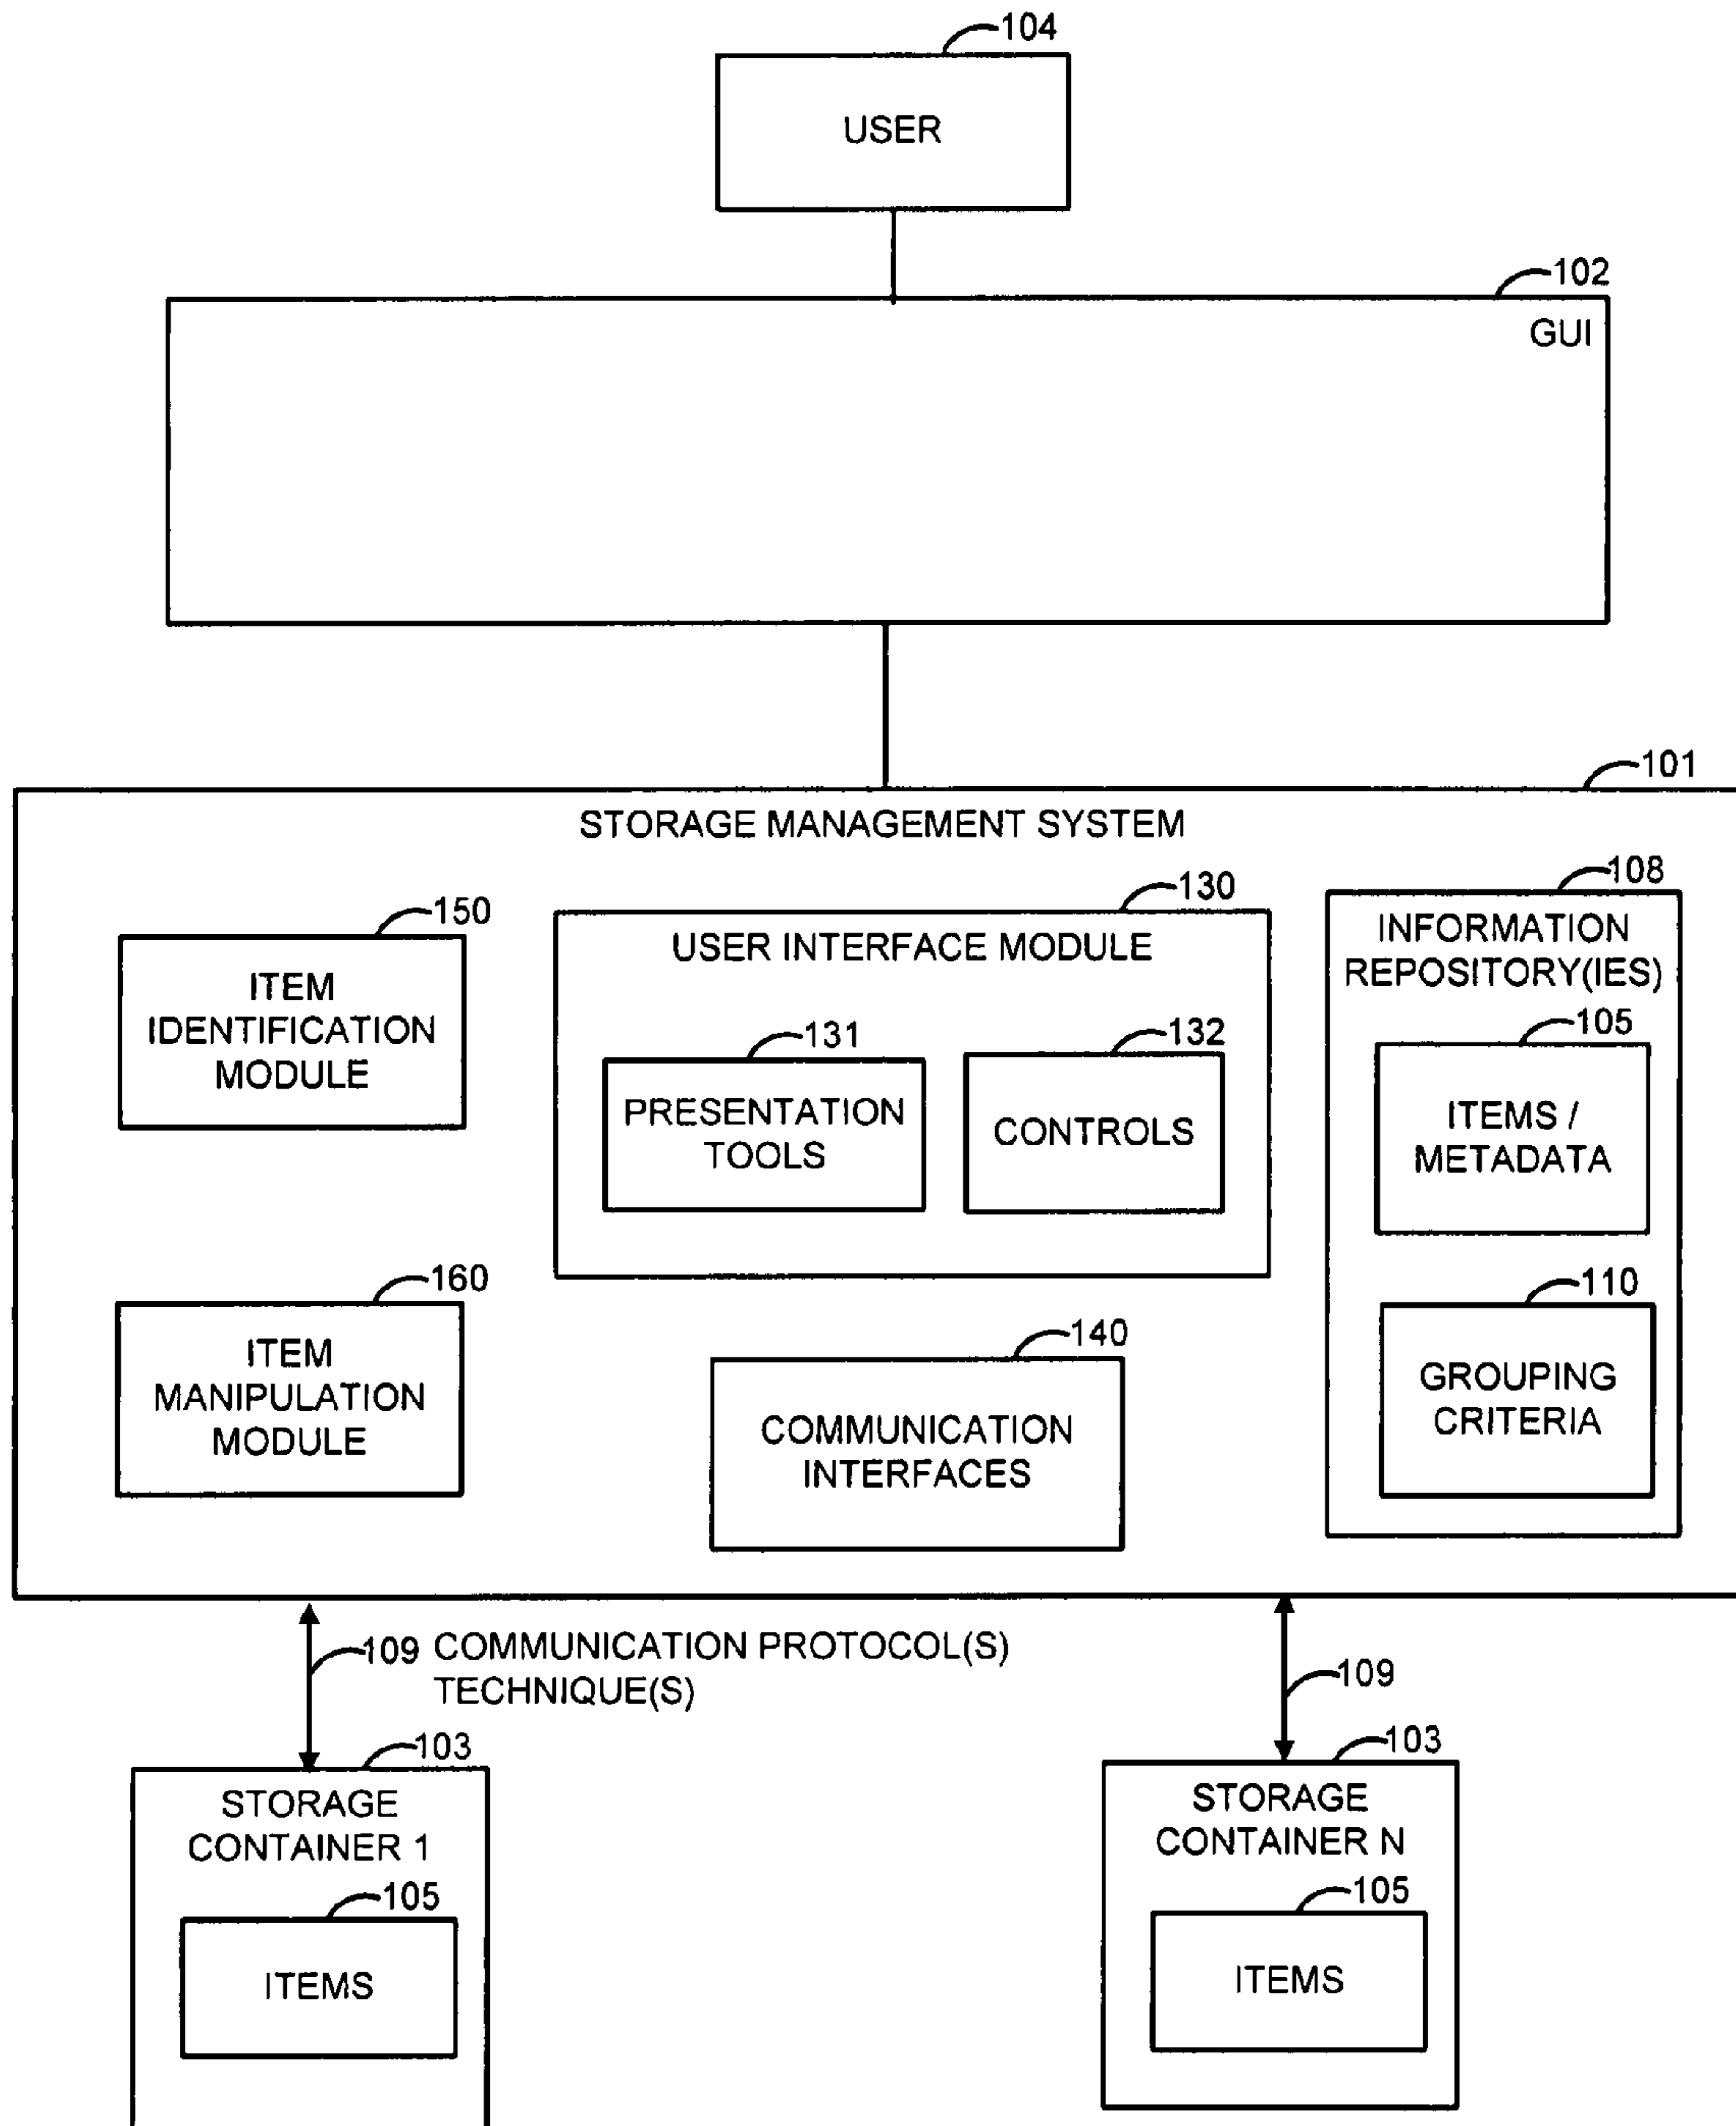 104
USER
102
GUI
101
STORAGE MANAGEMENT SYSTEM
150
ITEM
IDENTIFICATION
MODULE
130
USER INTERFACE MODULE
131
PRESENTATION
TOOLS
132
CONTROLS
108
INFORMATION
REPOSITORY(IES)
105
ITEMS /
METADATA
160
ITEM
MANIPULATION
MODULE
140
COMMUNICATION
INTERFACES
110
GROUPING
CRITERIA
109 COMMUNICATION PROTOCOL(S)
TECHNIQUE(S)
109
103
STORAGE
CONTAINER 1
105
ITEMS
103
STORAGE
CONTAINER N
105
ITEMS